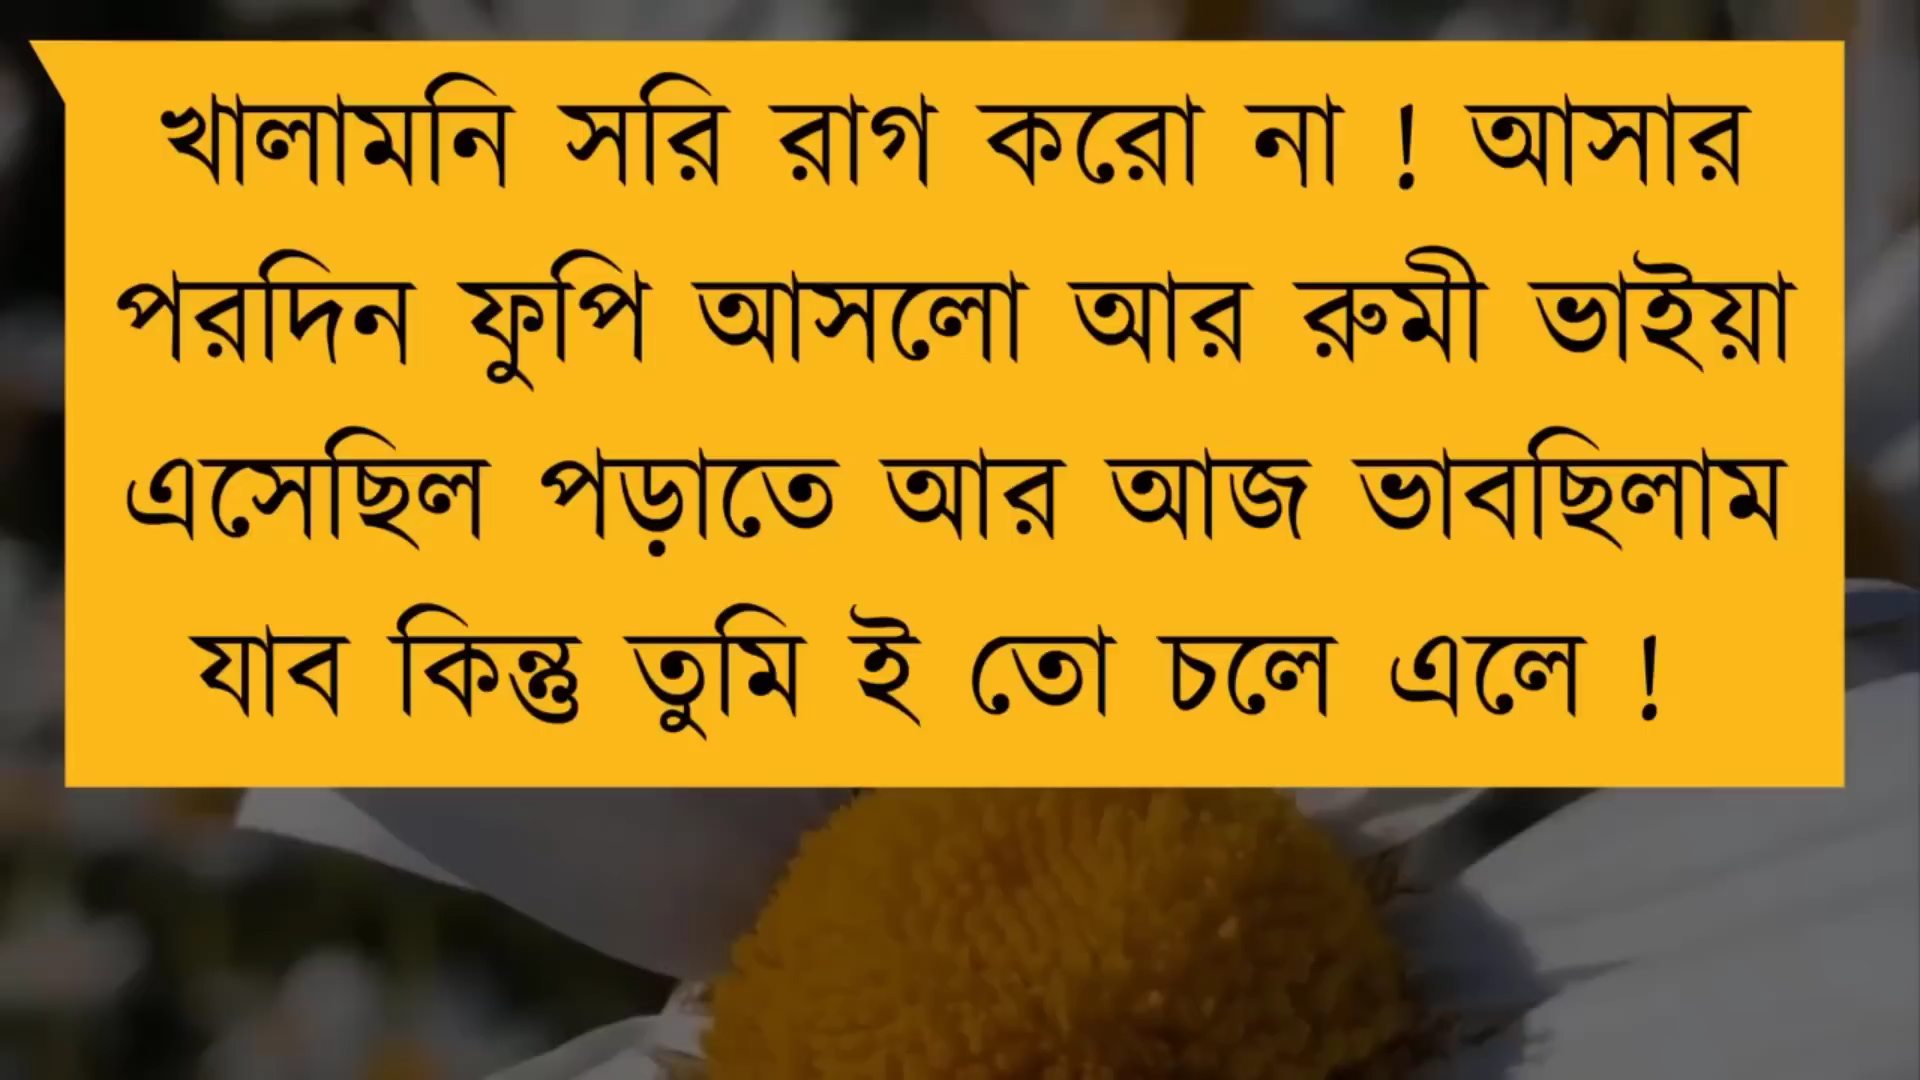 খালামনি সরি রাগ করো না ! আসার
পরদিন ফুপি আসলো আর রুমী ভাইয়া
এসেছিল পড়াতে আর আজ ভাবছিলাম
যাব কিন্তু তুমি ই তো চলে এলে !